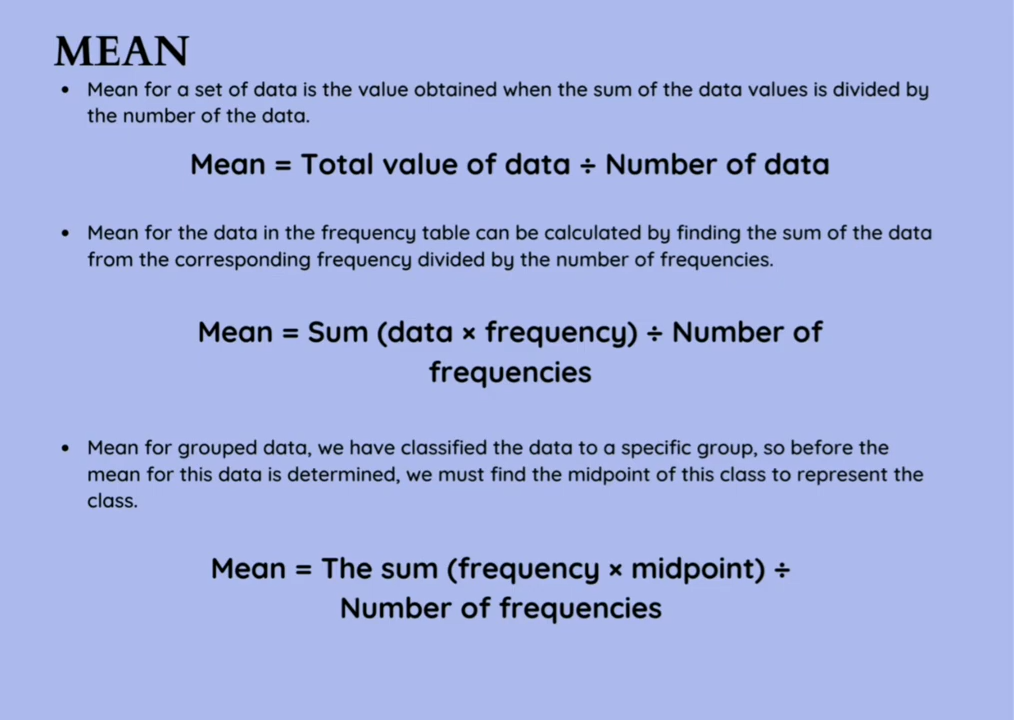 MEAN
• Mean for a set of data is the value obtained when the sum of the data values is divided by
the number of the data.
Mean = Total value of data ÷ Number of data
• Mean for the data in the frequency table can be calculated by finding the sum of the data
from the corresponding frequency divided by the number of frequencies.
Mean = Sum (data × frequency) ÷ Number of
frequencies
• Mean for grouped data, we have classified the data to a specific group, so before the
mean for this data is determined, we must find the midpoint of this class to represent the
class.
Mean = The sum (frequency × midpoint) ÷
Number of frequencies